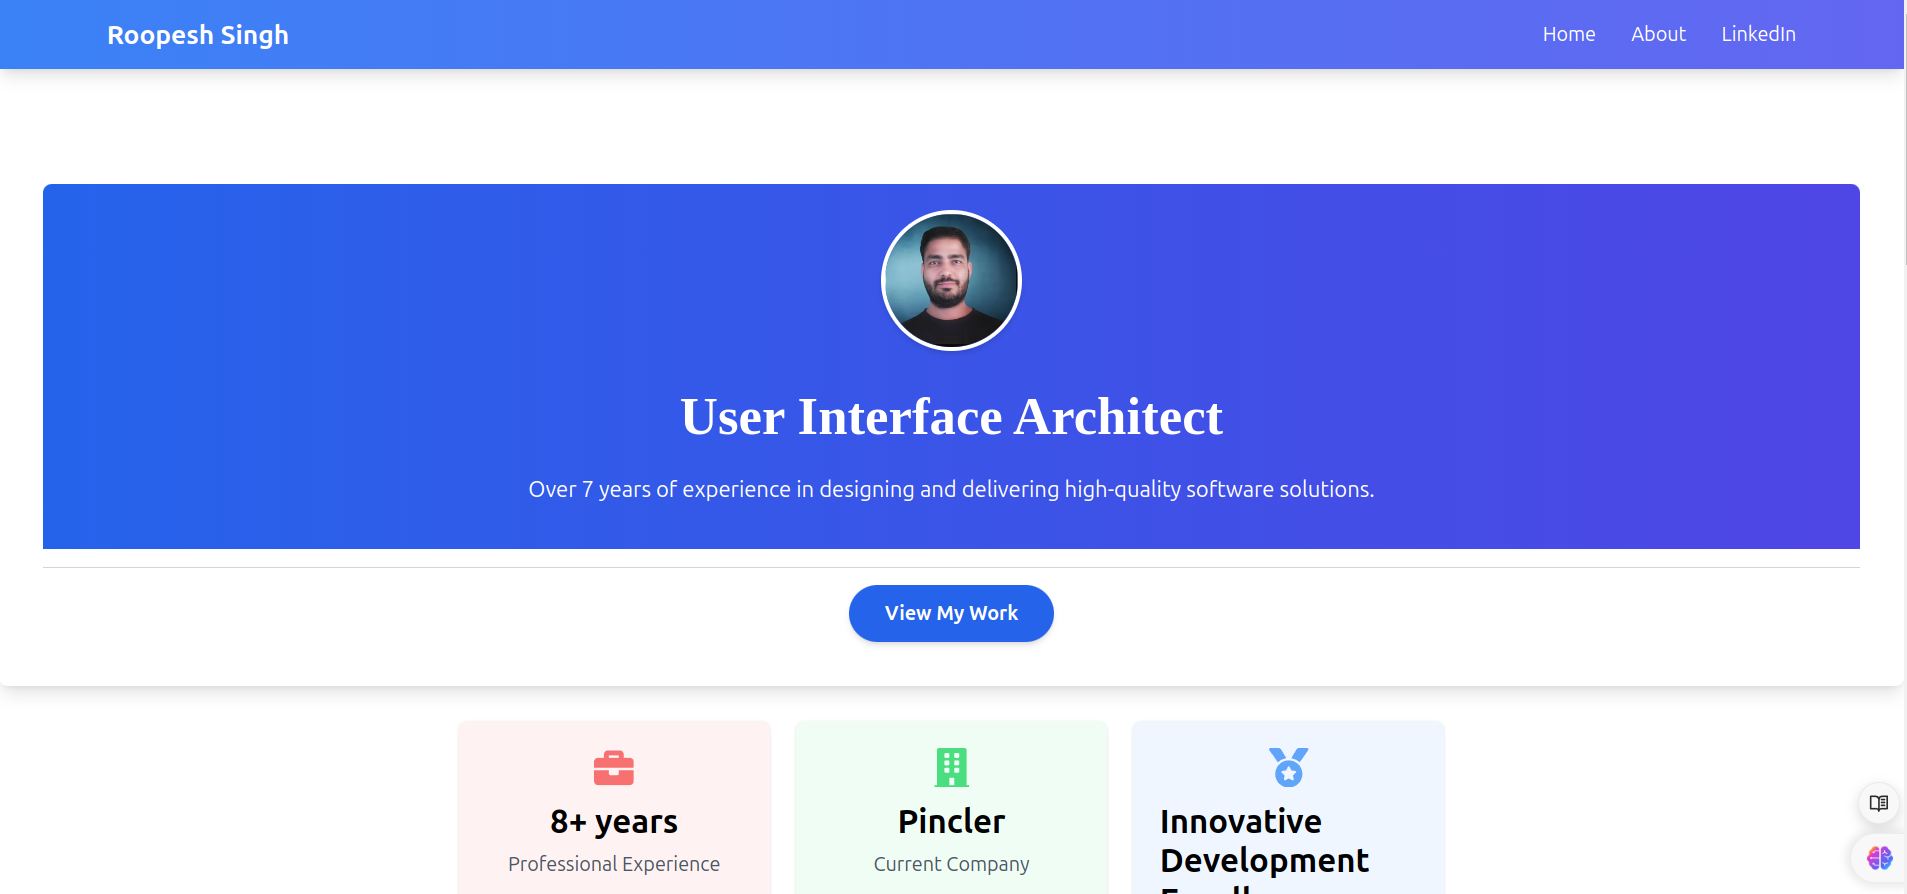 Roopesh Singh
Home About LinkedIn
User Interface Architect
Over 7 years of experience in designing and delivering high-quality software solutions.
View My Work
8+ years
Professional Experience
Pincler
Current Company
Innovative
Development